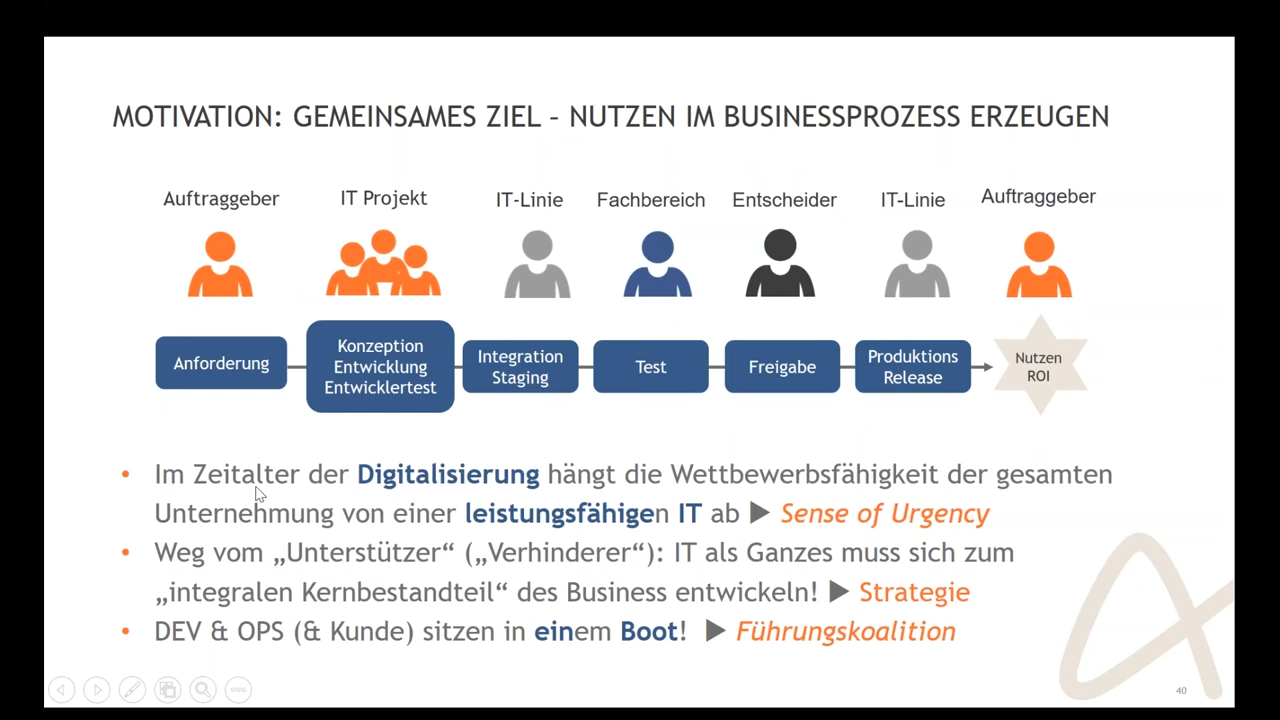 MOTIVATION: GEMEINSAMES ZIEL – NUTZEN IM BUSINESSPROZESS ERZEUGEN
Auftraggeber
IT Projekt
IT-Linie
Fachbereich
Entscheider
IT-Linie
Auftraggeber
Anforderung
Konzeption
Entwicklung
Entwicklertest
Integration
Staging
Test
Freigabe
Produktions
Release
Nutzen
ROI
• Im Zeitalter der Digitalisierung hängt die Wettbewerbsfähigkeit der gesamten
Unternehmung von einer leistungsfähigen IT ab ▶ Sense of Urgency
• Weg vom „Unterstützer“ („Verhinderer“): IT als Ganzes muss sich zum
„integralen Kernbestandteil“ des Business entwickeln! ▶ Strategie
• DEV & OPS (& Kunde) sitzen in einem Boot! ▶ Führungskoalition
40